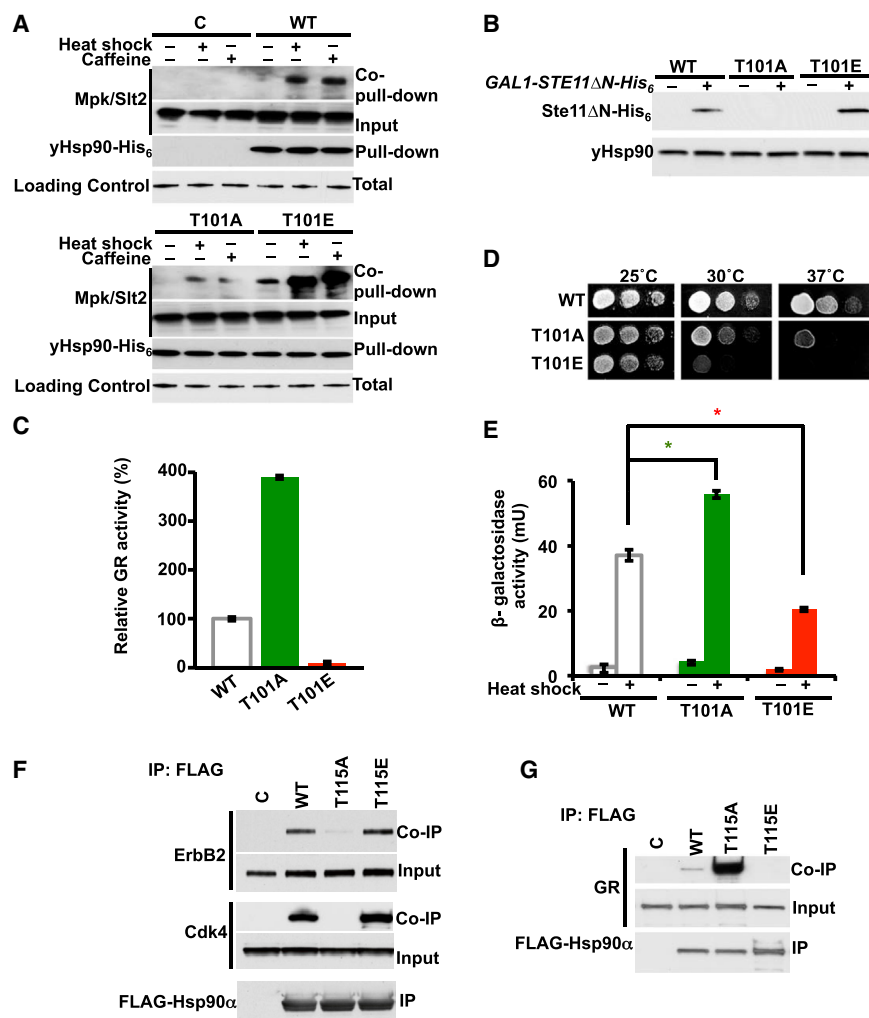 A
C WT
Heat shock – + – – + –
Caffeine – – + – – +
Mpk/Slt2
Co-
pull-down
Input
yHsp90-His6 Pull-down
Loading Control Total
T101A T101E
Heat shock – + – – + –
Caffeine – – + – – +
Mpk/Slt2
Co-
pull-down
Input
yHsp90-His6 Pull-down
Loading Control Total
B
WT T101A T101E
GAL1-STE11ΔN-His6 – + – + – +
Ste11ΔN-His6
yHsp90
C
Relative GR activity (%)
400
300
200
100
0
WT T101A T101E
D
25˚C 30˚C 37˚C
WT
T101A
T101E
E
* *
β- galactosidase
activity (mU)
60
40
20
0
Heat shock – + – + – +
WT T101A T101E
F
IP: FLAG
C WT T115A T115E
ErbB2
Co-IP
Input
Cdk4
Co-IP
Input
FLAG-Hsp90α IP
G
IP: FLAG
C WT T115A T115E
GR
Co-IP
Input
FLAG-Hsp90α IP